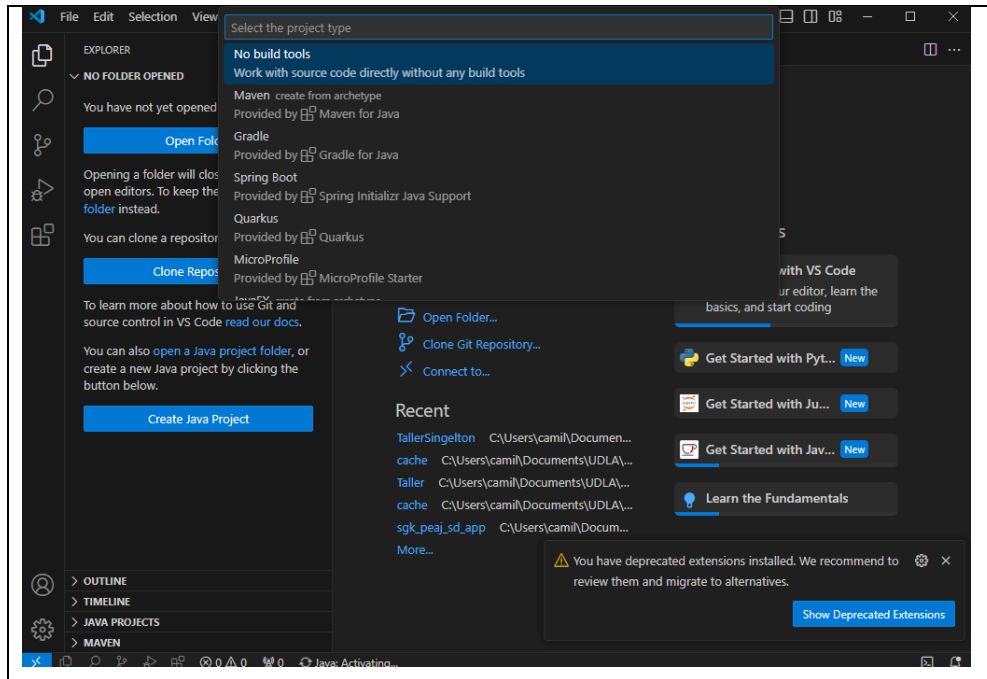 File Edit Selection View
Select the project type
No build tools
Work with source code directly without any build tools
Maven create from archetype
Provided by Maven for Java
Gradle
Provided by Gradle for Java
Spring Boot
Provided by Spring Initializr Java Support
Quarkus
Provided by Quarkus
MicroProfile
Provided by MicroProfile Starter
JavaFX create from archetype
EXPLORER
NO FOLDER OPENED
You have not yet opened
Open Fold
Opening a folder will clos
open editors. To keep the
folder instead.
You can clone a repositor
Clone Repos
To learn more about how to use Git and
source control in VS Code read our docs.
You can also open a Java project folder, or
create a new Java project by clicking the
button below.
Create Java Project
OUTLINE
TIMELINE
JAVA PROJECTS
MAVEN
Open Folder...
Clone Git Repository...
Connect to...
Recent
TallerSingelton C:\Users\camil\Documen...
cache C:\Users\camil\Documents\UDLA\...
Taller C:\Users\camil\Documents\UDLA\...
cache C:\Users\camil\Documents\UDLA\...
sgk_peaj_sd_app C:\Users\camil\Docum...
More...
s
with VS Code
ur editor, learn the
basics, and start coding
Get Started with Pyt... New
Get Started with Ju... New
Get Started with Jav... New
Learn the Fundamentals
You have deprecated extensions installed. We recommend to
review them and migrate to alternatives.
Show Deprecated Extensions
0 0 0 Java: Activating...